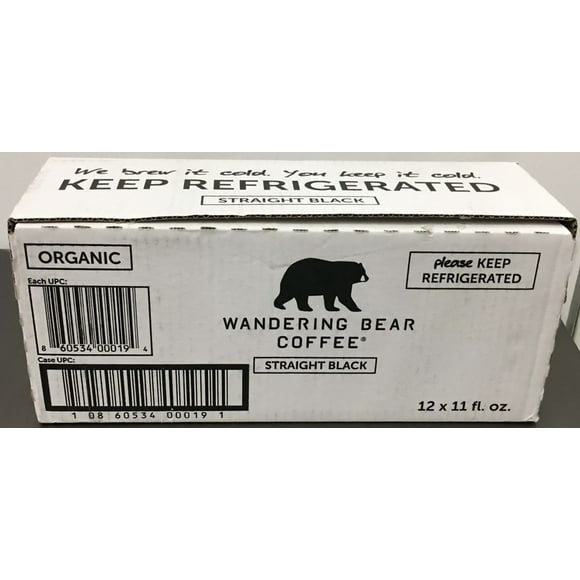 We brew it cold. You keep it cold.
KEEP REFRIGERATED
STRAIGHT BLACK
ORGANIC
please KEEP
REFRIGERATED
Each UPC:
8 60534 00019 4
WANDERING BEAR
COFFEE®
STRAIGHT BLACK
Case UPC:
1 08 60534 00019 1
12 x 11 fl. oz.